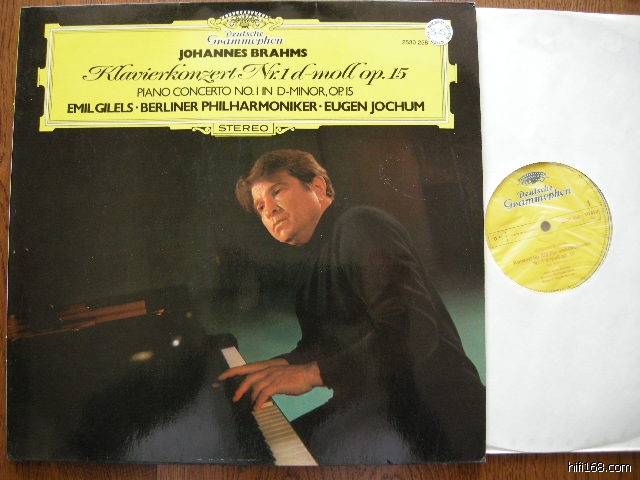 Deutsche
Grammophon
JOHANNES BRAHMS
2530 258
Klavierkonzert Nr.1 d-moll op. 15
PIANO CONCERTO NO. 1 IN D-MINOR, OP. 15
EMIL GILELS · BERLINER PHILHARMONIKER · EUGEN JOCHUM
STEREO
Deutsche
Grammophon
1
hifi168.com